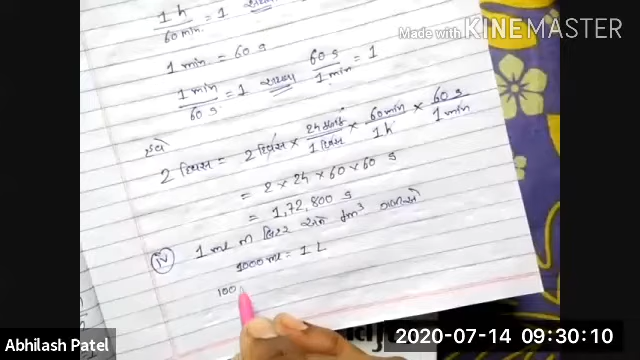 Made with KINEMASTER
1 h / 60 min. = 1
1 min = 60 s
1 min / 60 s = 1 અથવા 60 s / 1 min = 1
હવે
2 દિવસ = 2 દિવસ × 24 કલાક / 1 દિવસ × 60 min / 1 h × 60 s / 1 min
= 2 × 24 × 60 × 60 s
= 1,72,800 s
(iv) 1 ml ને લિટર અને dm³
1000 ml = 1 L
100
Abhilash Patel
2020-07-14 09:30:10